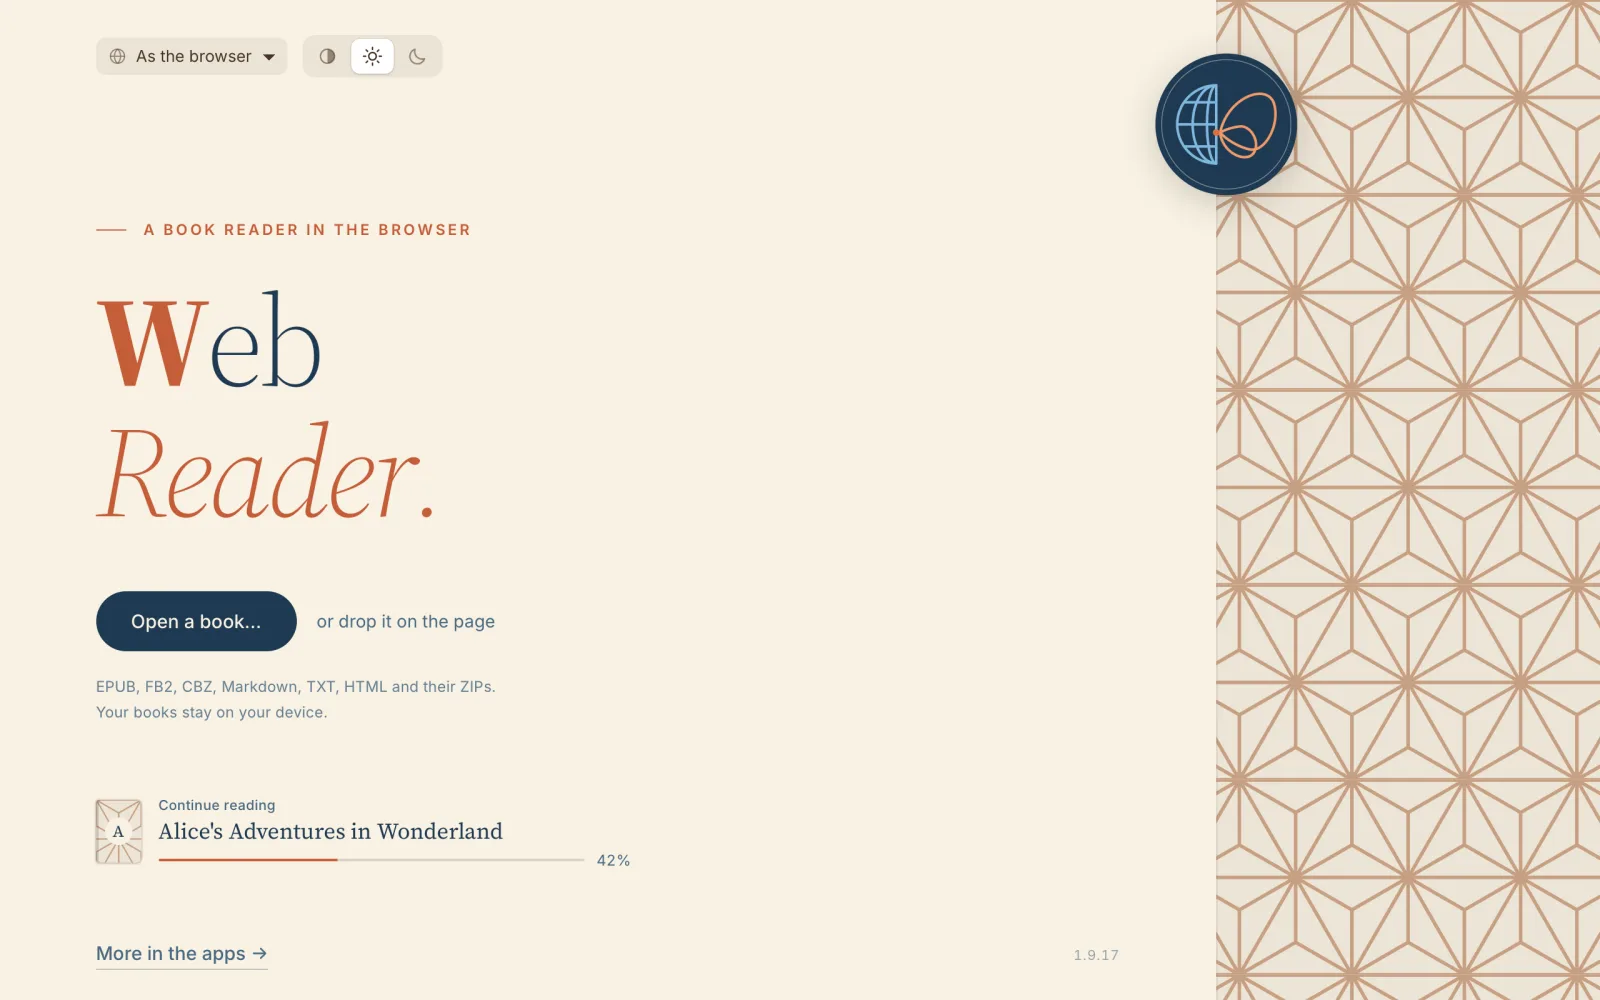 As the browser
A BOOK READER IN THE BROWSER
Web
Reader.
Open a book...
or drop it on the page
EPUB, FB2, CBZ, Markdown, TXT, HTML and their ZIPs.
Your books stay on your device.
A
Continue reading
Alice's Adventures in Wonderland
42%
More in the apps →
1.9.17